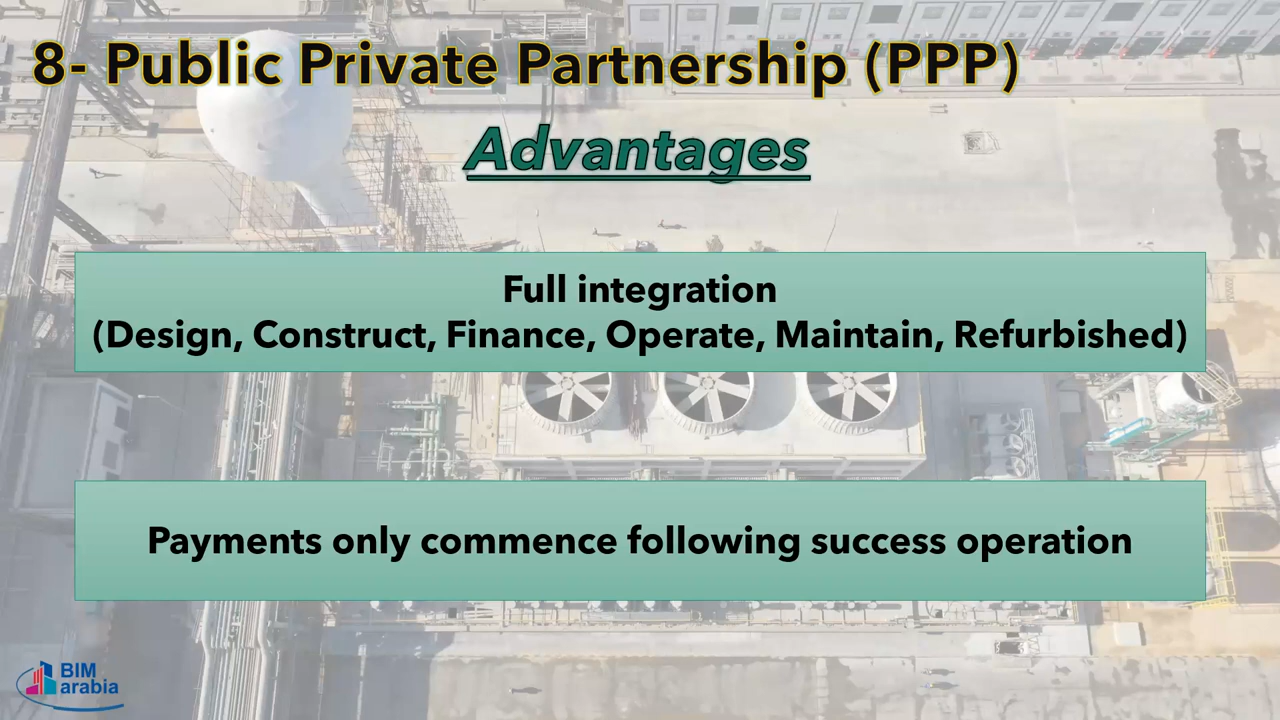 8- Public Private Partnership (PPP)
Advantages
Full integration
(Design, Construct, Finance, Operate, Maintain, Refurbished)
Payments only commence following success operation
BIM
arabia